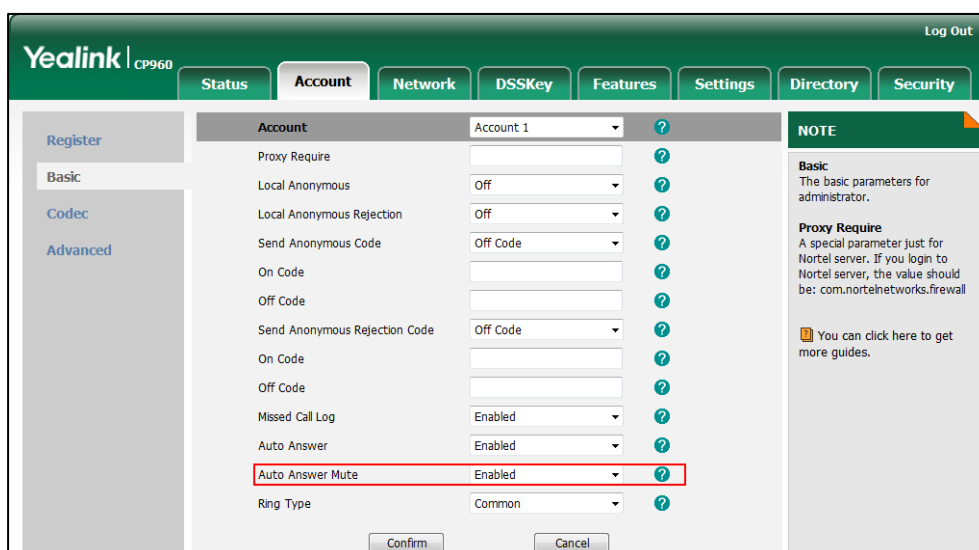 Log Out
Yealink CP960
Status Account Network DSSKey Features Settings Directory Security
Register
Basic
Codec
Advanced
Account Account 1 ?
Proxy Require ?
Local Anonymous Off ?
Local Anonymous Rejection Off ?
Send Anonymous Code Off Code ?
On Code ?
Off Code ?
Send Anonymous Rejection Code Off Code ?
On Code ?
Off Code ?
Missed Call Log Enabled ?
Auto Answer Enabled ?
Auto Answer Mute Enabled ?
Ring Type Common ?
Confirm Cancel
NOTE
Basic
The basic parameters for
administrator.
Proxy Require
A special parameter just for
Nortel server. If you login to
Nortel server, the value should
be: com.nortelnetworks.firewall
? You can click here to get
more guides.